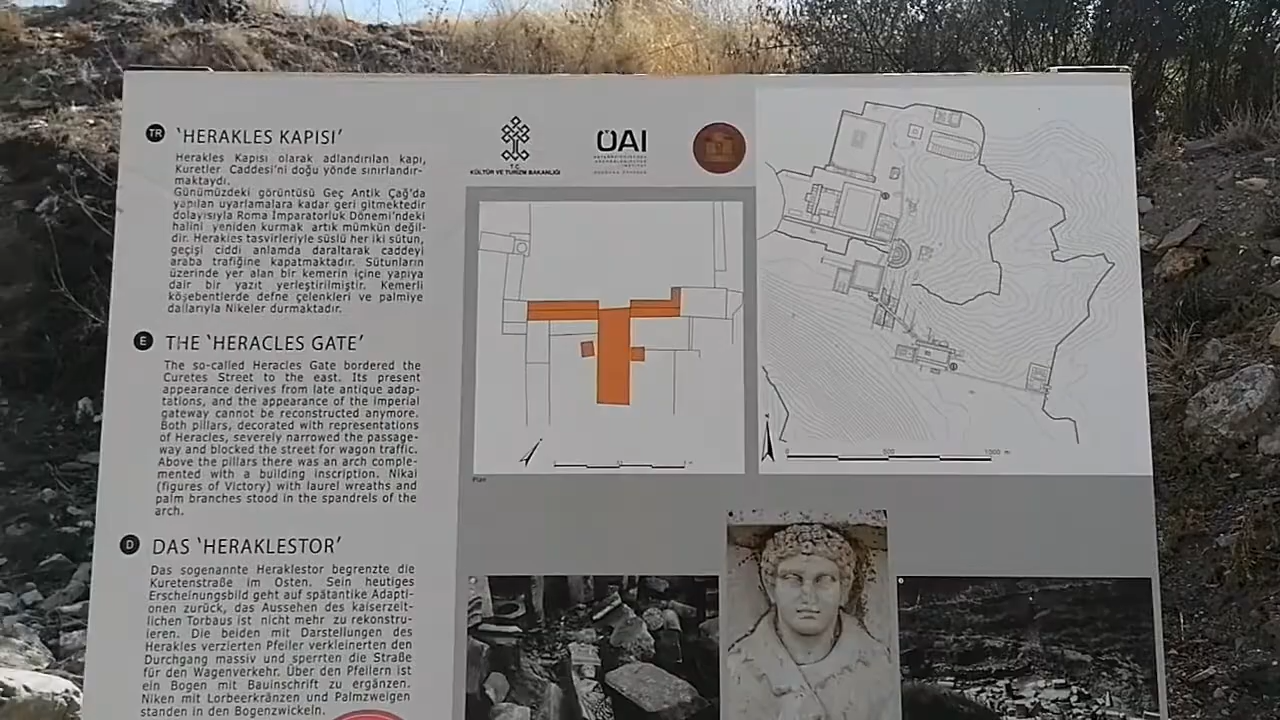 TR 'HERAKLES KAPISI'
Herakles Kapısı olarak adlandırılan kapı,
Kuretler Caddesi'ni doğu yönde sınırlandır-
maktaydı.
Günümüzdeki görüntüsü Geç Antik Çağ'da
yapılan uyarlamalara kadar geri gitmektedir
dolayısıyla Roma İmparatorluk Dönemi'ndeki
halini yeniden kurmak artık mümkün değil-
dir. Herakles tasvirleriyle süslü her iki sütun,
geçişi ciddi anlamda daraltarak caddeyi
araba trafiğine kapatmaktadır. Sütunların
üzerinde yer alan bir kemerin içine yapıya
dair bir yazıt yerleştirilmiştir. Kemerli
köşebentlerde defne çelenkleri ve palmiye
dallarıyla Nikeler durmaktadır.
E THE 'HERACLES GATE'
The so-called Heracles Gate bordered the
Curetes Street to the east. Its present
appearance derives from late antique adap-
tations, and the appearance of the imperial
gateway cannot be reconstructed anymore.
Both pillars, decorated with representations
of Heracles, severely narrowed the passage-
way and blocked the street for wagon traffic.
Above the pillars there was an arch comple-
mented with a building inscription. Nikai
(figures of Victory) with laurel wreaths and
palm branches stood in the spandrels of the
arch.
D DAS 'HERAKLESTOR'
Das sogenannte Heraklestor begrenzte die
Kuretenstraße im Osten. Sein heutiges
Erscheinungsbild geht auf spätantike Adapti-
onen zurück, das Aussehen des kaiserzeit-
lichen Torbaus ist nicht mehr zu rekonstru-
ieren. Die beiden mit Darstellungen des
Herakles verzierten Pfeiler verkleinerten den
Durchgang massiv und sperrten die Straße
für den Wagenverkehr. Über den Pfeilern ist
ein Bogen mit Bauinschrift zu ergänzen.
Niken mit Lorbeerkränzen und Palmzweigen
standen in den Bogenzwickeln.
T.C.
KÜLTÜR VE TURİZM BAKANLIĞI
ÖAI
Plan
500
m